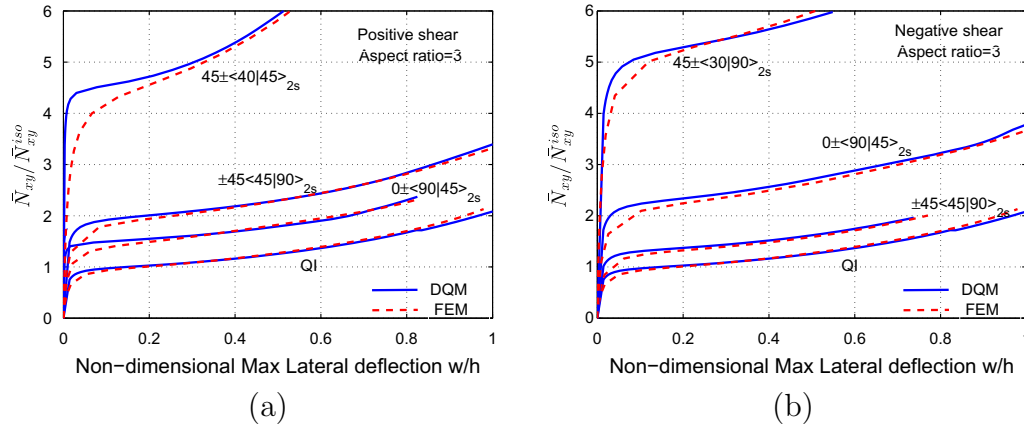 6
5
4
3
2
1
0
N̄xy/N̄xy^iso
Positive shear
Aspect ratio=3
45±<40|45>2s
±45<45|90>2s
0±<90|45>2s
QI
DQM
FEM
0 0.2 0.4 0.6 0.8 1
Non−dimensional Max Lateral deflection w/h
(a)
6
5
4
3
2
1
0
N̄xy/N̄xy^iso
Negative shear
Aspect ratio=3
45±<30|90>2s
0±<90|45>2s
±45<45|90>2s
QI
DQM
FEM
0 0.2 0.4 0.6 0.8 1
Non−dimensional Max Lateral deflection w/h
(b)